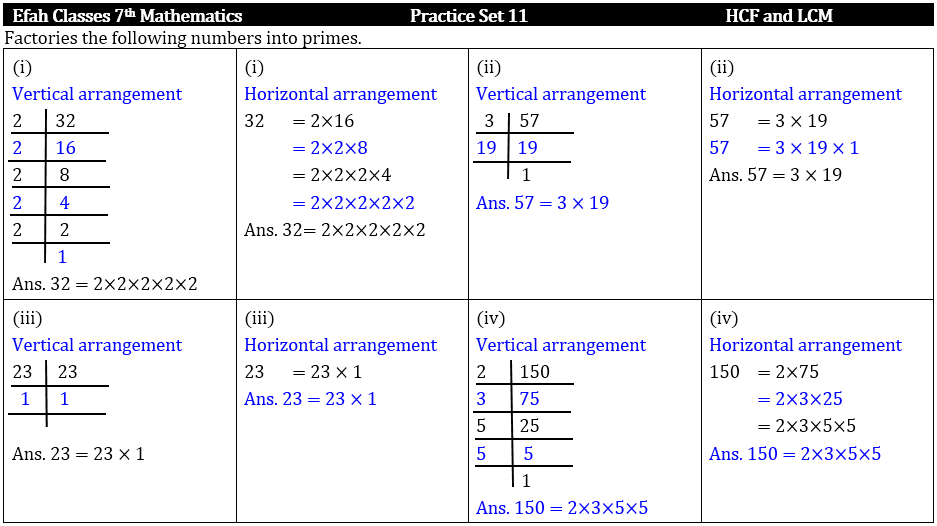 Efah Classes 7th Mathematics Practice Set 11 HCF and LCM
Factories the following numbers into primes.
(i)
Vertical arrangement
2 32
2 16
2 8
2 4
2 2
1
Ans. 32 = 2×2×2×2×2
(i)
Horizontal arrangement
32 = 2×16
= 2×2×8
= 2×2×2×4
= 2×2×2×2×2
Ans. 32= 2×2×2×2×2
(ii)
Vertical arrangement
3 57
19 19
1
Ans. 57 = 3 × 19
(ii)
Horizontal arrangement
57 = 3 × 19
57 = 3 × 19 × 1
Ans. 57 = 3 × 19
(iii)
Vertical arrangement
23 23
1 1
Ans. 23 = 23 × 1
(iii)
Horizontal arrangement
23 = 23 × 1
Ans. 23 = 23 × 1
(iv)
Vertical arrangement
2 150
3 75
5 25
5 5
1
Ans. 150 = 2×3×5×5
(iv)
Horizontal arrangement
150 = 2×75
= 2×3×25
= 2×3×5×5
Ans. 150 = 2×3×5×5